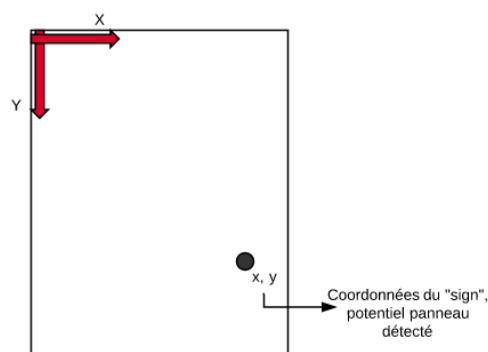 X
Y
x, y
Coordonnées du "sign",
potentiel panneau
détecté